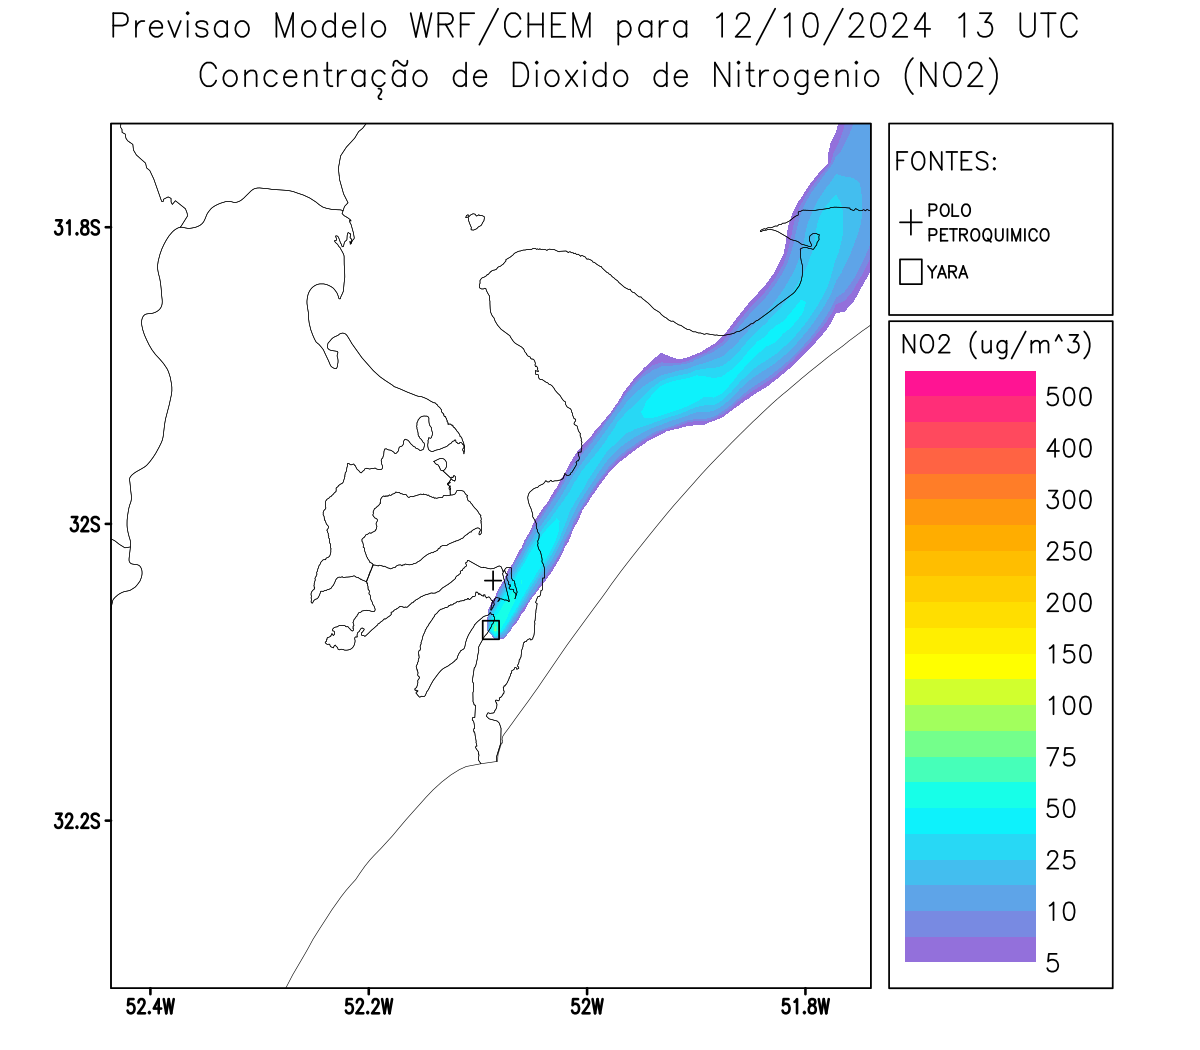 Previsao Modelo WRF/CHEM para 12/10/2024 13 UTC
Concentração de Dioxido de Nitrogenio (NO2)
FONTES:
POLO
PETROQUIMICO
YARA
31.8S
32S
32.2S
52.4W
52.2W
52W
51.8W
NO2 (ug/m^3)
500
400
300
250
200
150
100
75
50
25
10
5